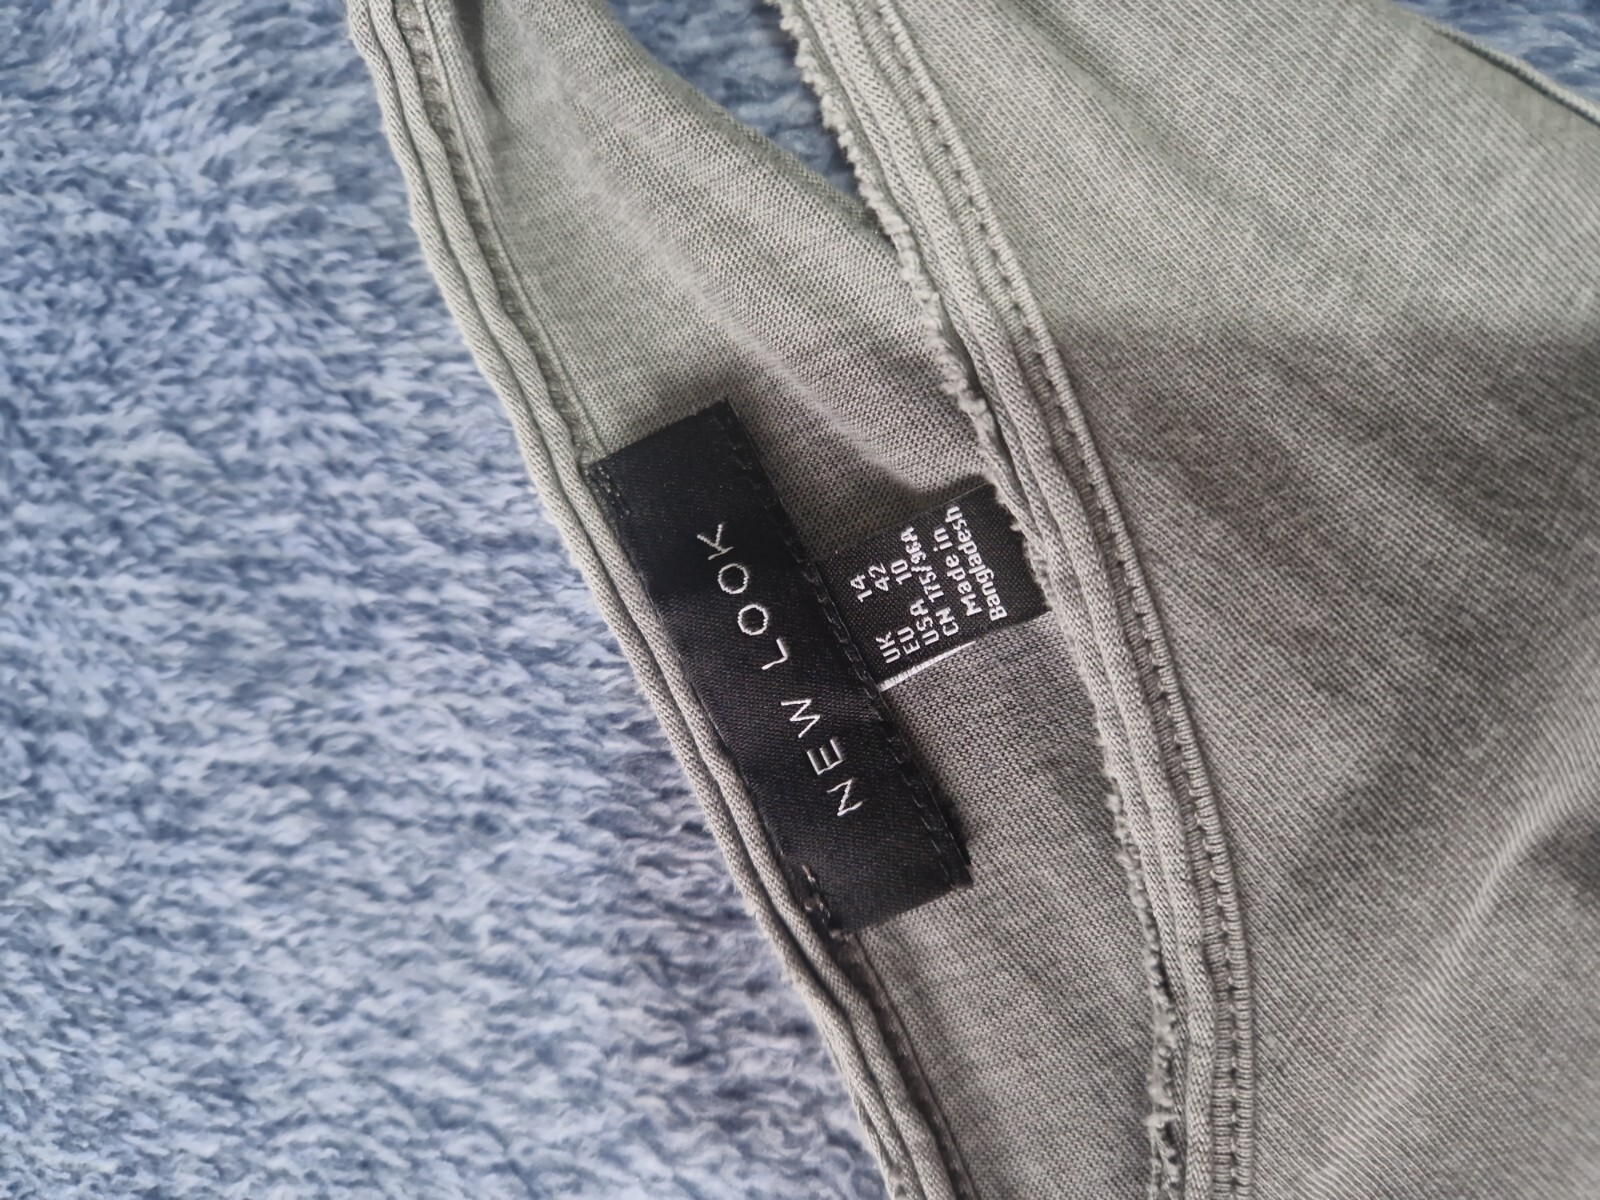 NEW LOOK
UK 14
EU 42
USA 10
CN 175/96A
Made in
Bangladesh